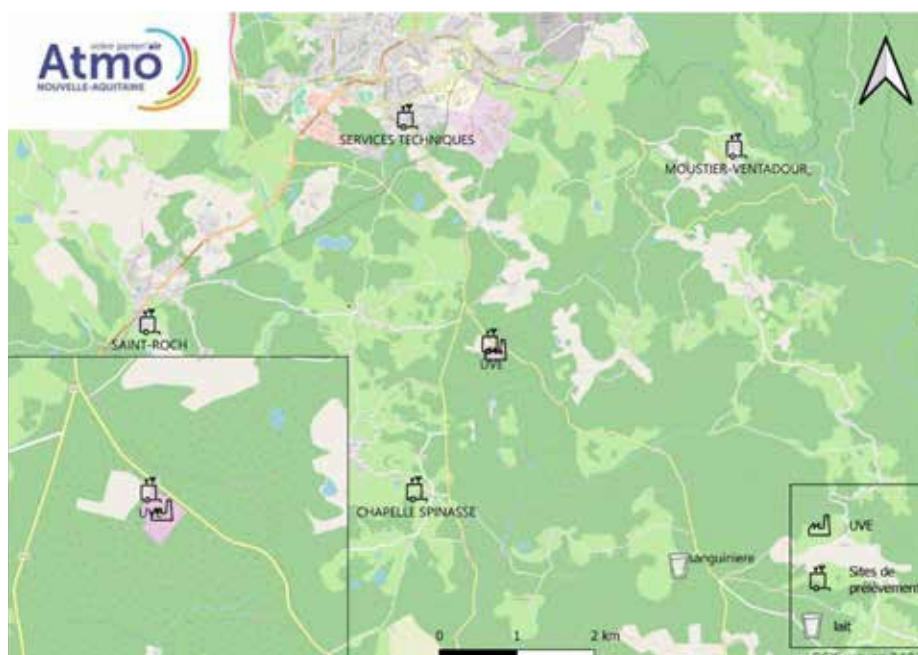 votre parten'air
Atmo
NOUVELLE-AQUITAINE
SERVICES TECHNIQUES
MOUSTIER-VENTADOUR
SAINT-ROCH
UVE
UVE
CHAPELLE SPINASSE
sanguiniere
UVE
Sites de
prélèvement
lait
0 1 2 km